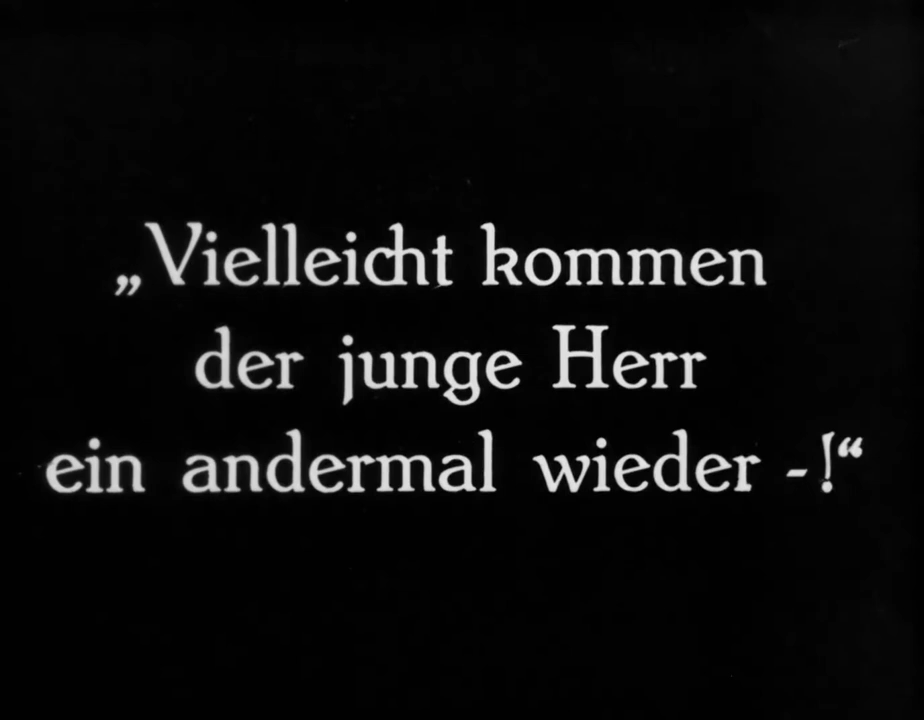 „Vielleicht kommen
der junge Herr
ein andermal wieder -!“